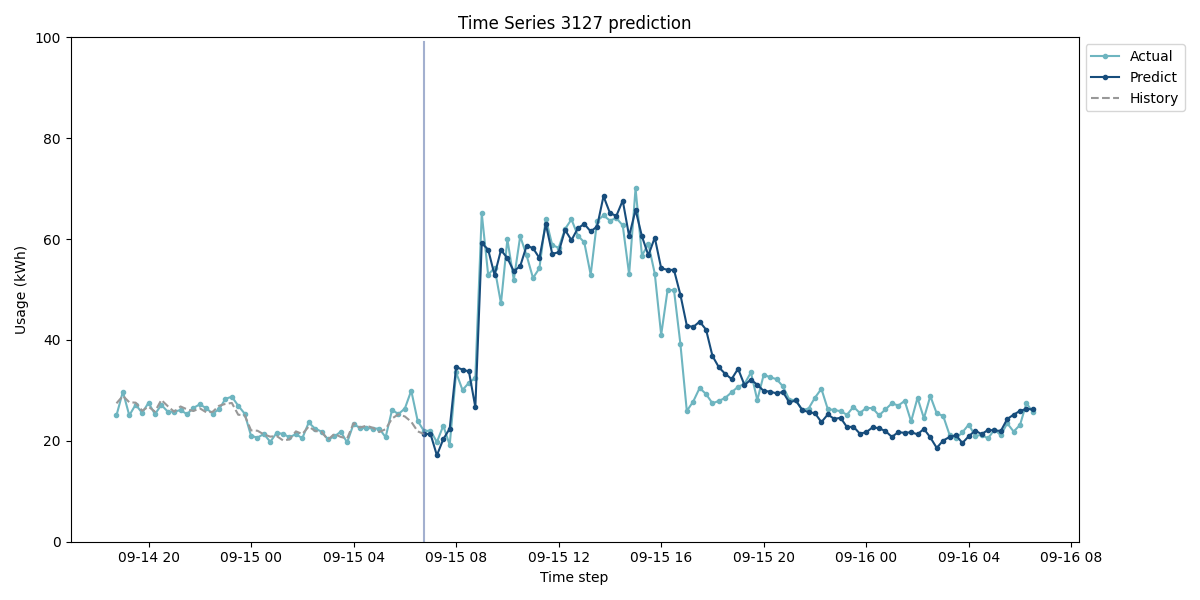 Time Series 3127 prediction
100
80
60
40
20
0
Usage (kWh)
09-14 20
09-15 00
09-15 04
09-15 08
09-15 12
09-15 16
09-15 20
09-16 00
09-16 04
09-16 08
Time step
Actual
Predict
History